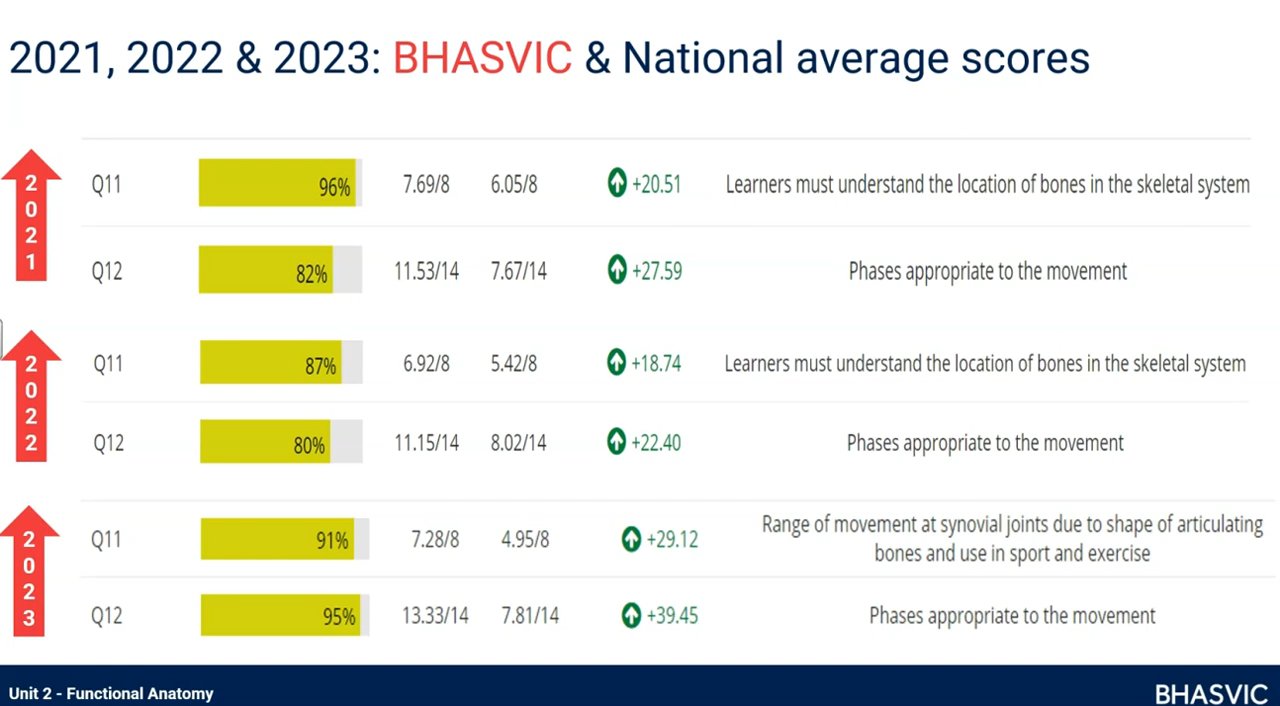 2021, 2022 & 2023: BHASVIC & National average scores
2021
Q11 96% 7.69/8 6.05/8 +20.51 Learners must understand the location of bones in the skeletal system
Q12 82% 11.53/14 7.67/14 +27.59 Phases appropriate to the movement
2022
Q11 87% 6.92/8 5.42/8 +18.74 Learners must understand the location of bones in the skeletal system
Q12 80% 11.15/14 8.02/14 +22.40 Phases appropriate to the movement
2023
Q11 91% 7.28/8 4.95/8 +29.12 Range of movement at synovial joints due to shape of articulating
bones and use in sport and exercise
Q12 95% 13.33/14 7.81/14 +39.45 Phases appropriate to the movement
Unit 2 - Functional Anatomy
BHASVIC